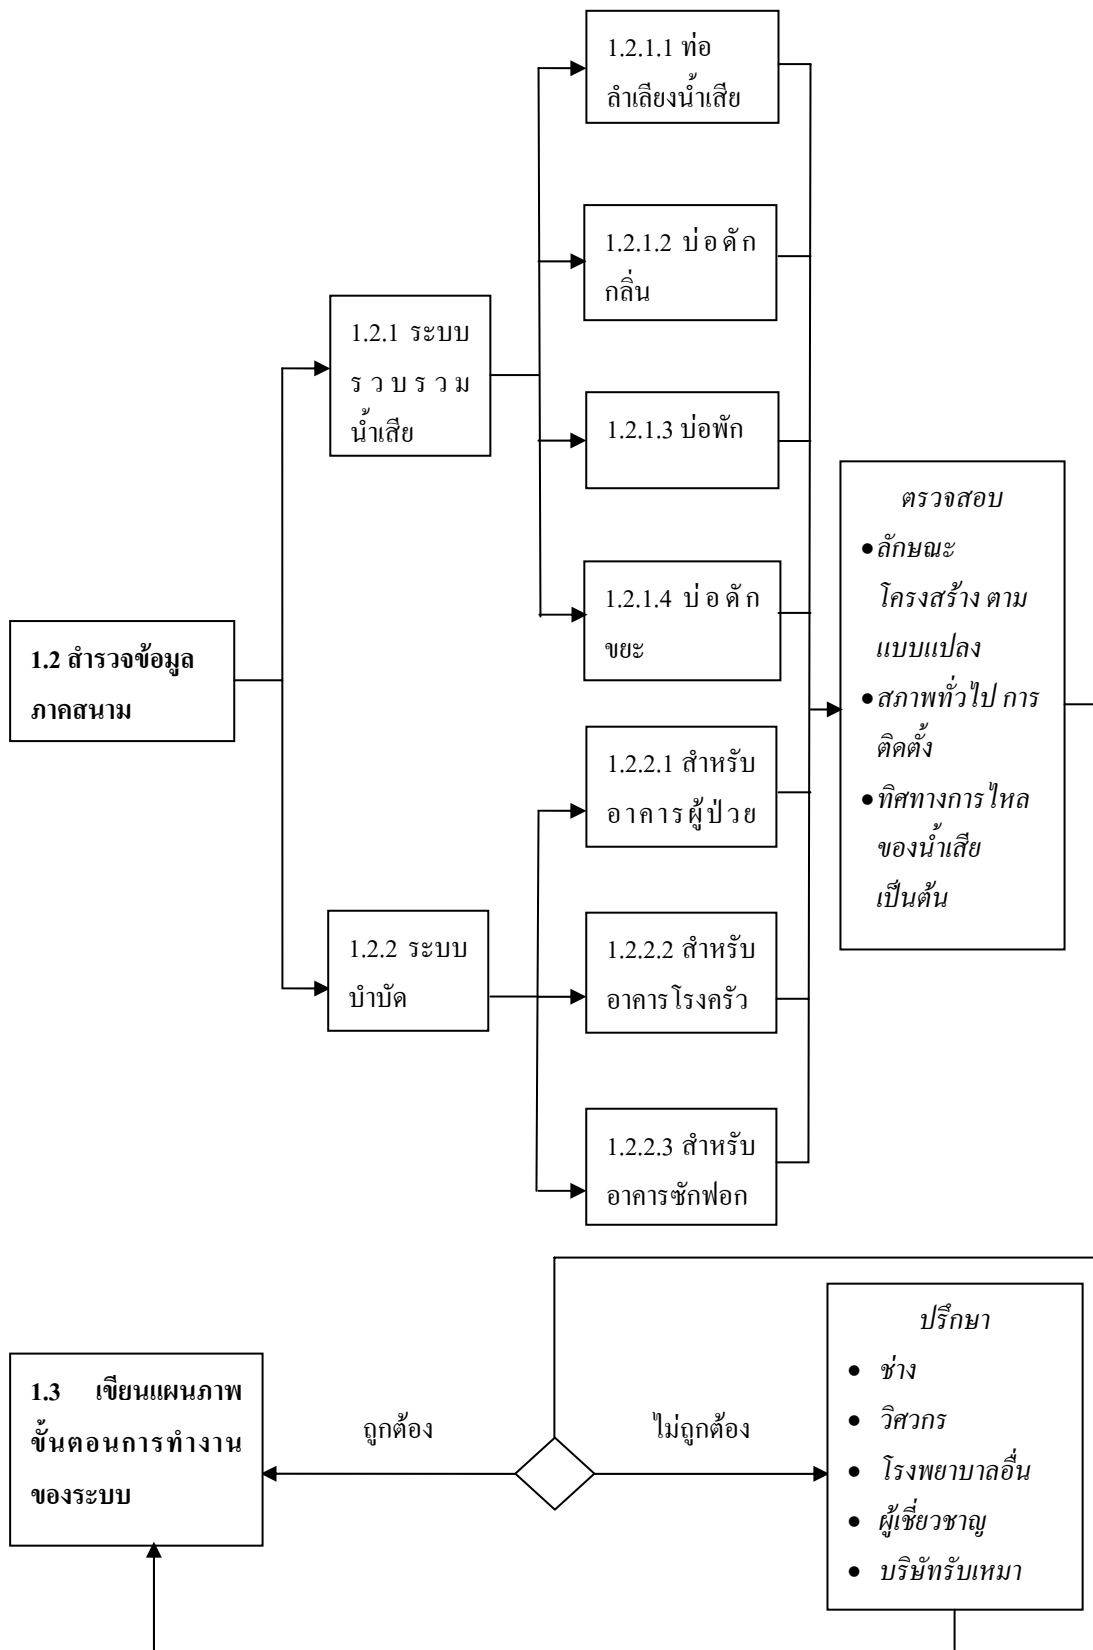 1.2.1.1 ท่อ
ลำเลียงน้ำเสีย
1.2.1.2 บ่อดัก
กลิ่น
1.2.1 ระบบ
รวบรวม
น้ำเสีย
1.2.1.3 บ่อพัก
1.2.1.4 บ่อดัก
ขยะ
1.2 สำรวจข้อมูล
ภาคสนาม
ตรวจสอบ
• ลักษณะ
โครงสร้าง ตาม
แบบแปลง
• สภาพทั่วไป การ
ติดตั้ง
• ทิศทางการไหล
ของน้ำเสีย
เป็นต้น
1.2.2.1 สำหรับ
อาคารผู้ป่วย
1.2.2 ระบบ
บำบัด
1.2.2.2 สำหรับ
อาคารโรงครัว
1.2.2.3 สำหรับ
อาคารซักฟอก
1.3 เขียนแผนภาพ
ขั้นตอนการทำงาน
ของระบบ
ถูกต้อง
ไม่ถูกต้อง
ปรึกษา
• ช่าง
• วิศวกร
• โรงพยาบาลอื่น
• ผู้เชี่ยวชาญ
• บริษัทรับเหมา